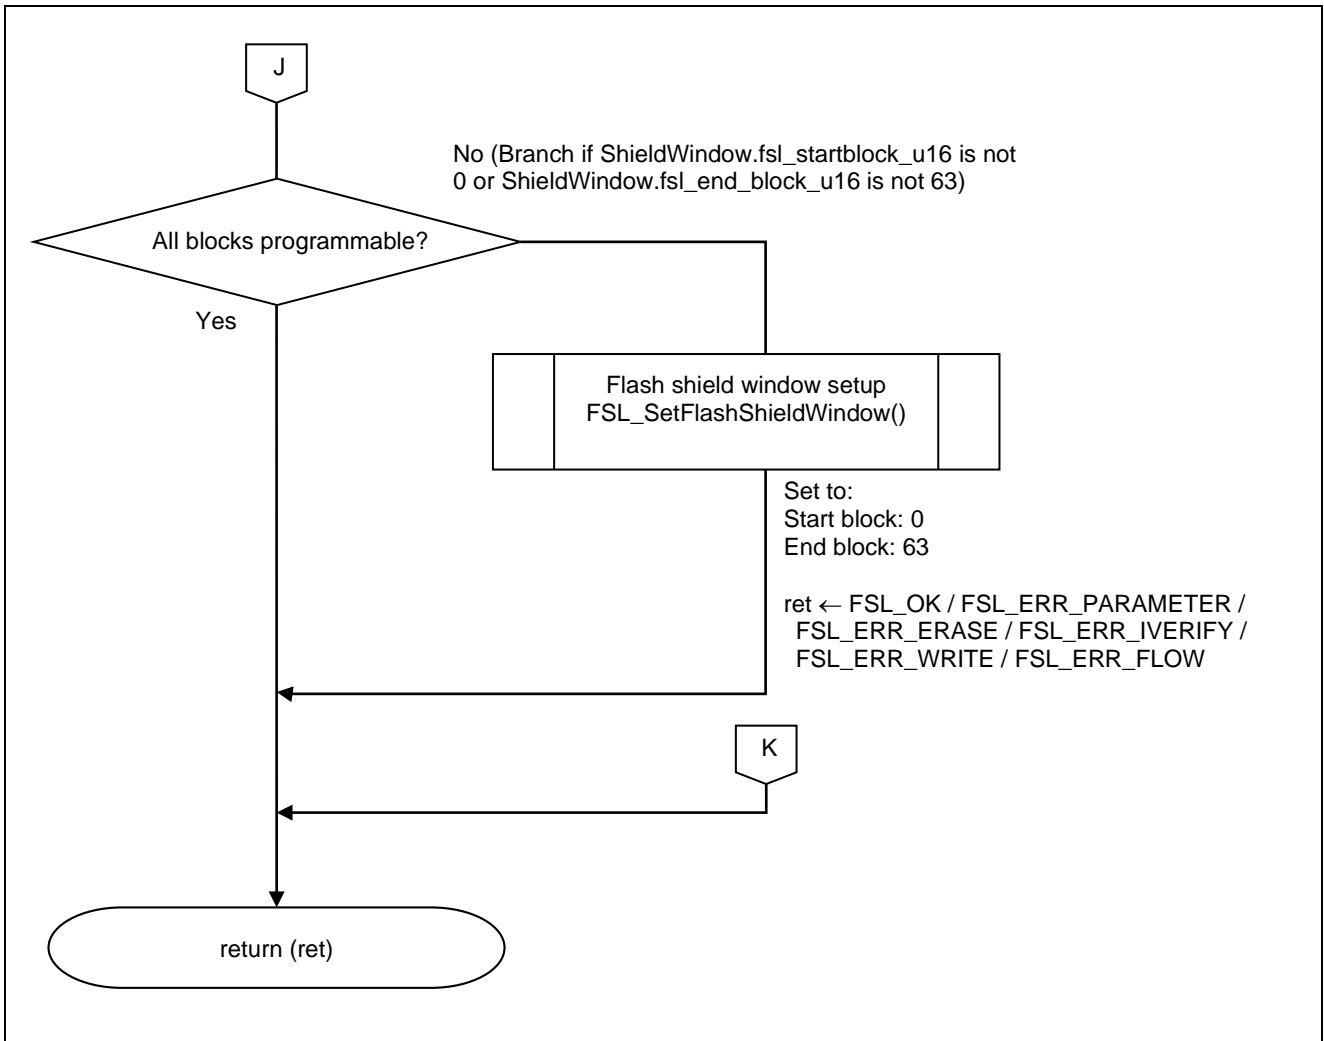 J
No (Branch if ShieldWindow.fsl_startblock_u16 is not
0 or ShieldWindow.fsl_end_block_u16 is not 63)
All blocks programmable?
Yes
Flash shield window setup
FSL_SetFlashShieldWindow()
Set to:
Start block: 0
End block: 63
ret ← FSL_OK / FSL_ERR_PARAMETER /
FSL_ERR_ERASE / FSL_ERR_IVERIFY /
FSL_ERR_WRITE / FSL_ERR_FLOW
K
return (ret)